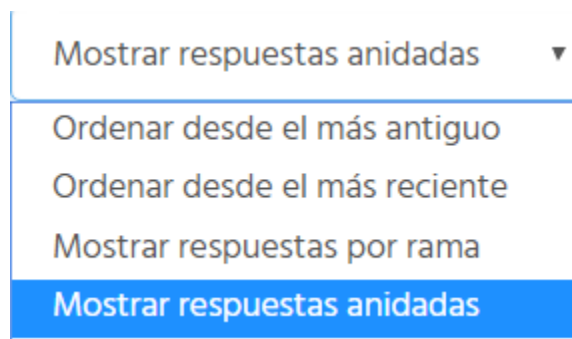 Mostrar respuestas anidadas
Ordenar desde el más antiguo
Ordenar desde el más reciente
Mostrar respuestas por rama
Mostrar respuestas anidadas